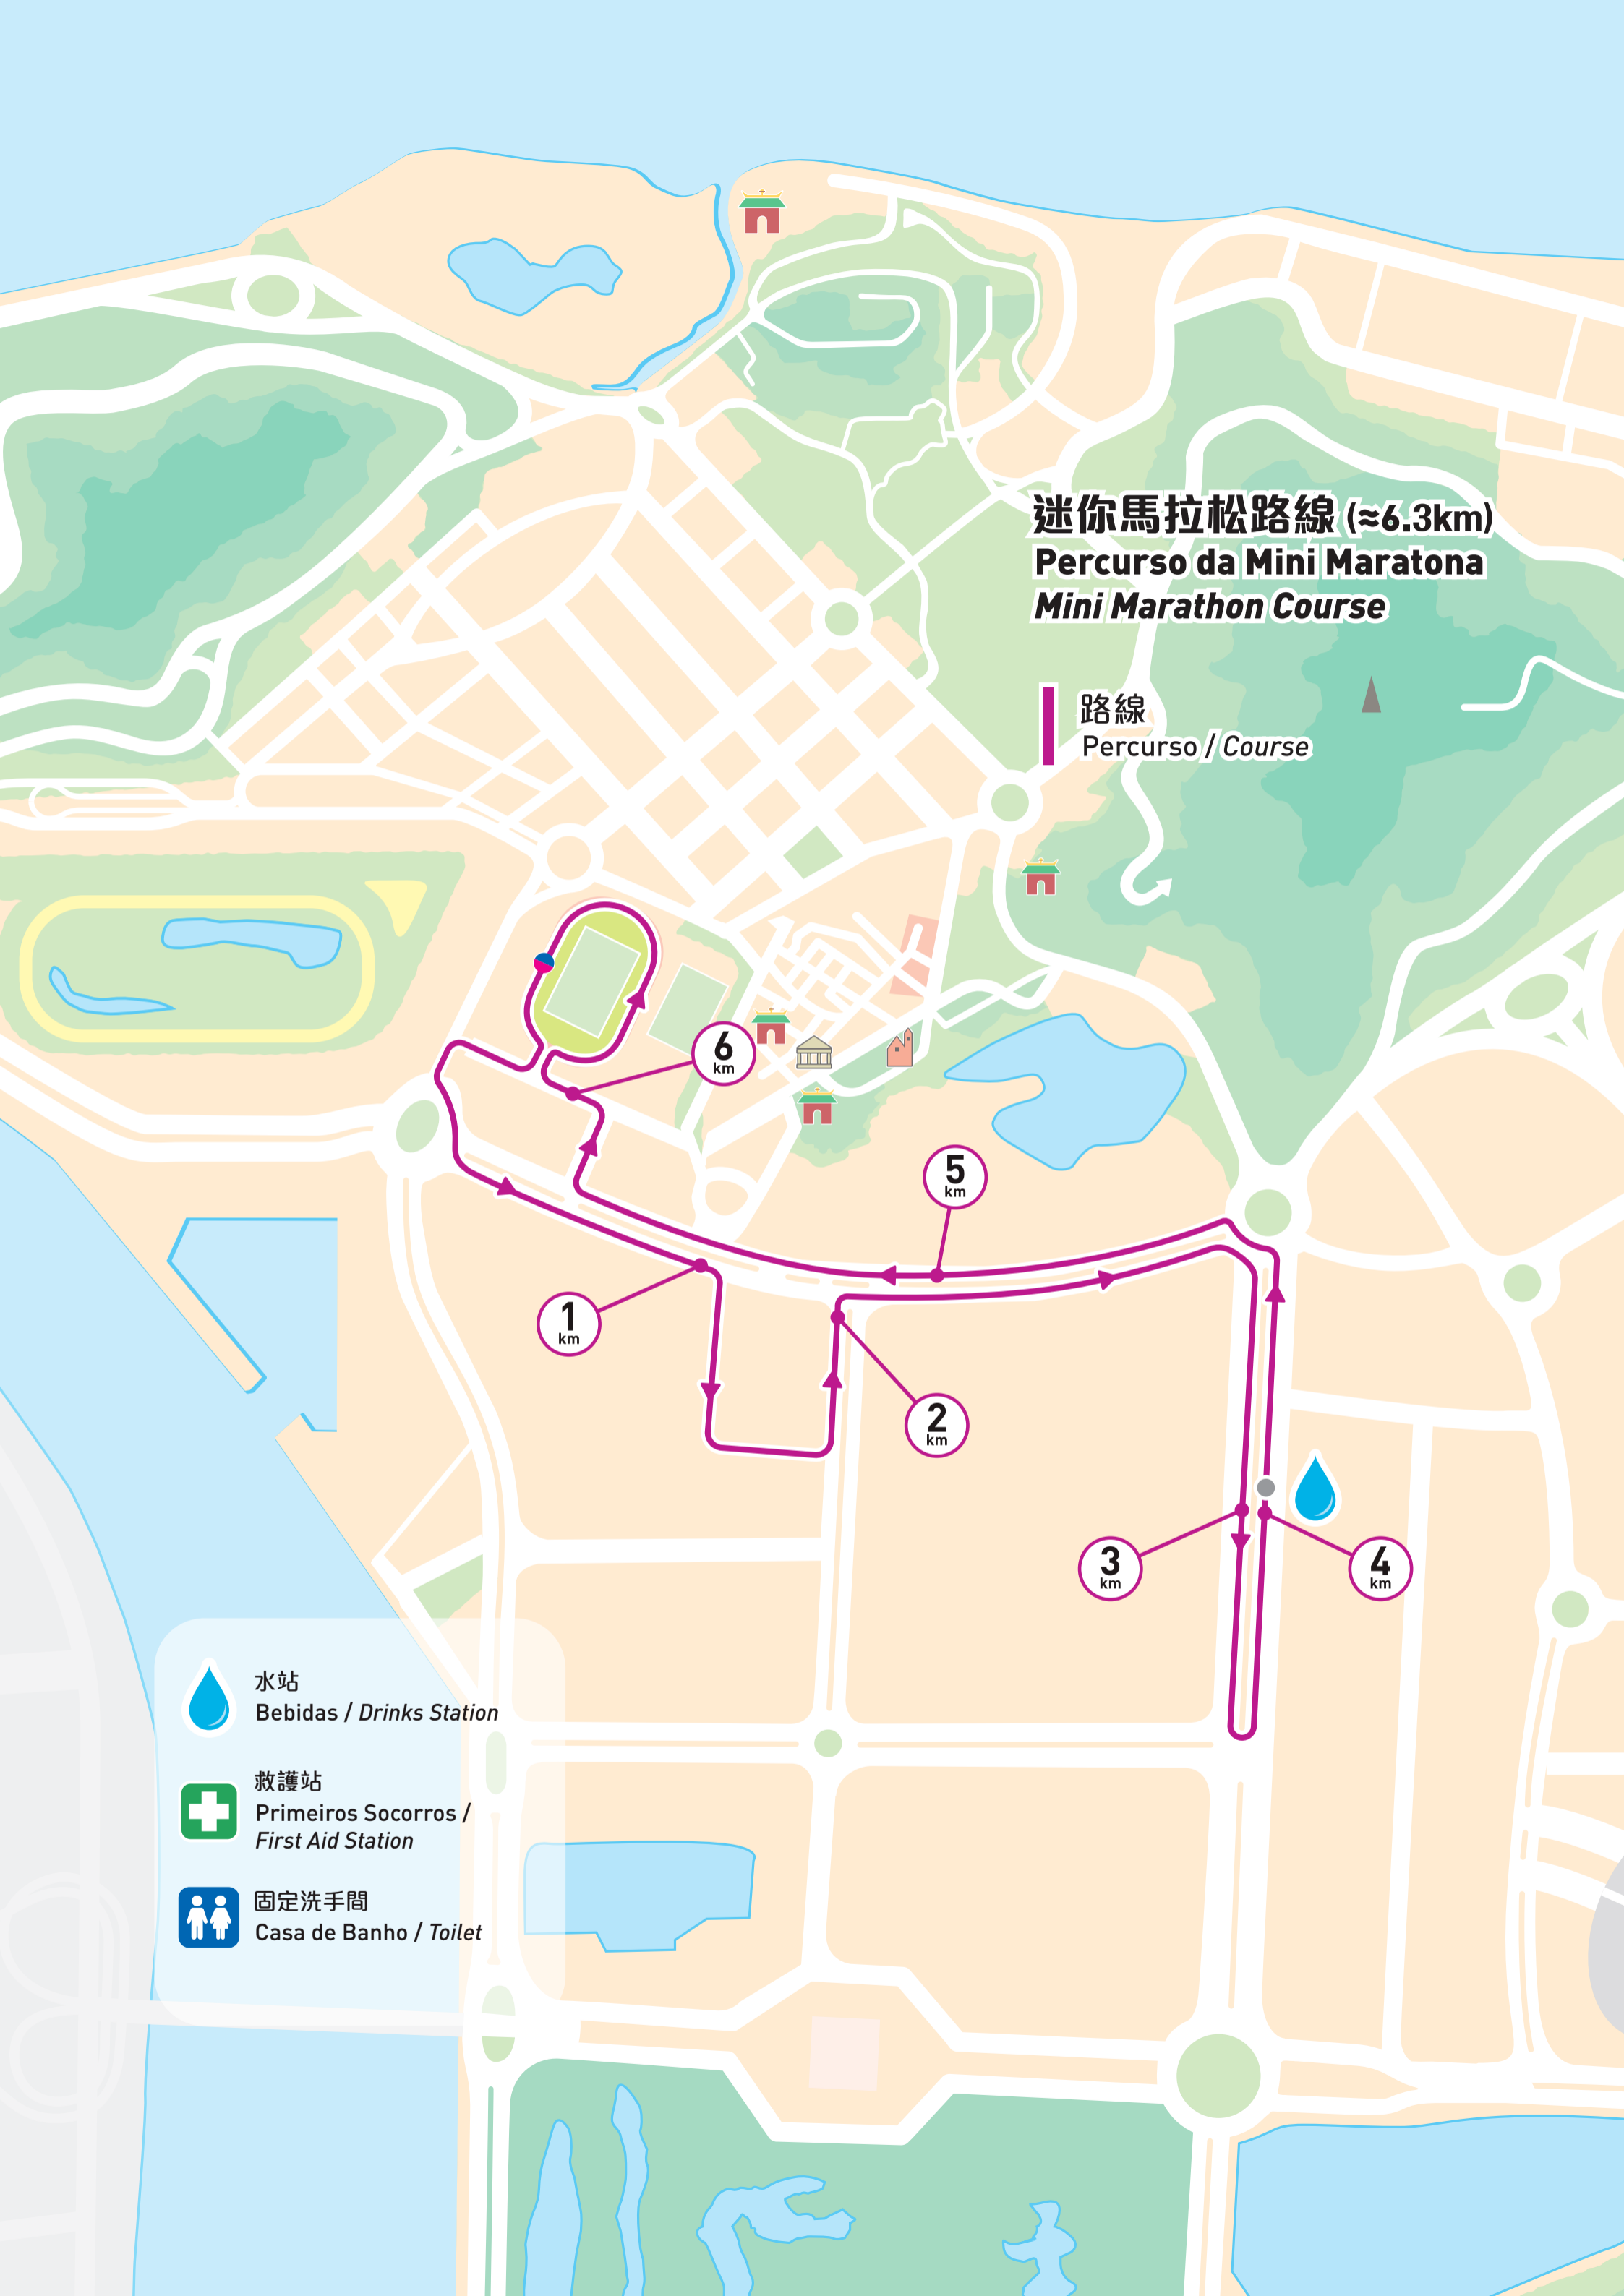 迷你馬拉松路線 (≈6.3km)
Percurso da Mini Maratona
Mini Marathon Course
路線
Percurso / Course
6
km
5
km
1
km
2
km
3
km
4
km
水站
Bebidas / Drinks Station
救護站
Primeiros Socorros /
First Aid Station
固定洗手間
Casa de Banho / Toilet